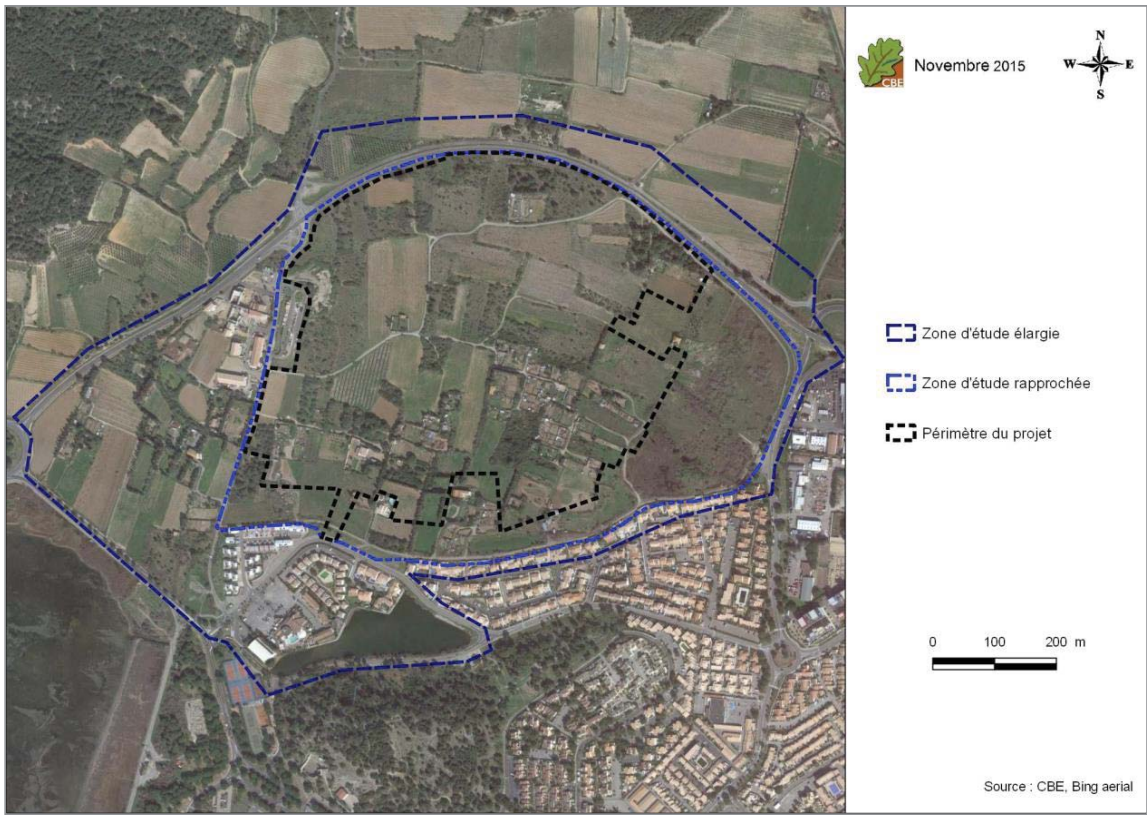 CBE
Novembre 2015
N
W E
S
Zone d'étude élargie
Zone d'étude rapprochée
Périmètre du projet
0 100 200 m
Source : CBE, Bing aerial